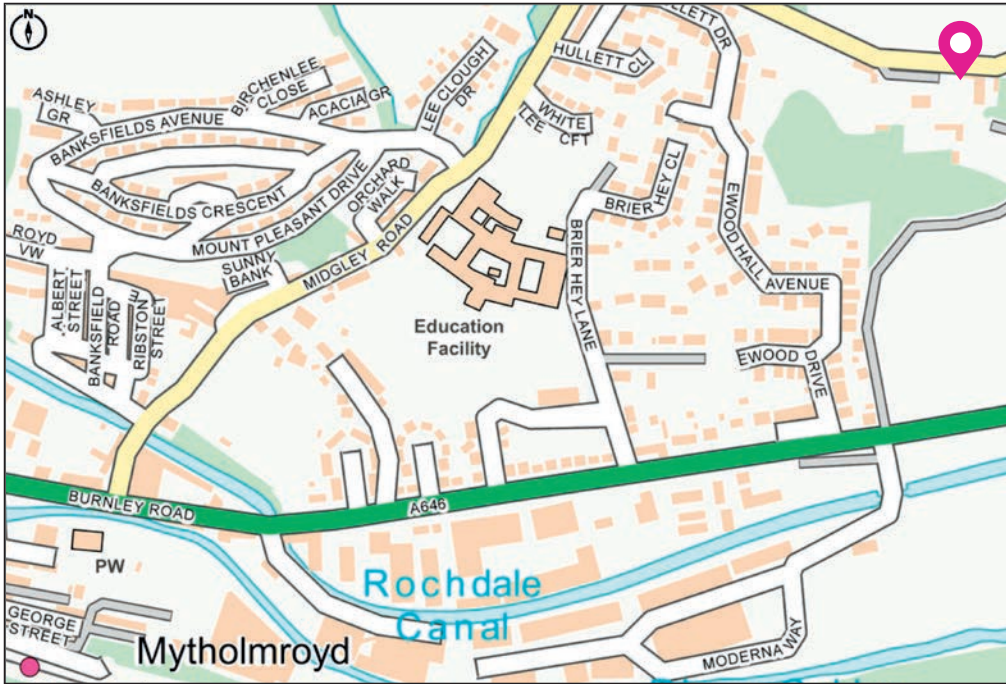 N
HULLETT DR
HULLETT CL
BIRCHENLEE
CLOSE
ASHLEY
GR
ACACIA GR
LEE CLOUGH
DR
WHITE
LEE
CFT
BANKSFIELDS AVENUE
ORCHARD
WALK
BRIER HEY CL
BANKSFIELDS CRESCENT
EWOOD HALL AVENUE
MOUNT PLEASANT DRIVE
ROYD
VW
SUNNY
BANK
MIDGLEY ROAD
BRIER HEY LANE
ALBERT
STREET
BANKSFIELD
ROAD
RIBSTON
STREET
Education
Facility
EWOOD DRIVE
BURNLEY ROAD
A646
PW
Rochdale
Canal
GEORGE
STREET
Mytholmroyd
MODERNA WAY